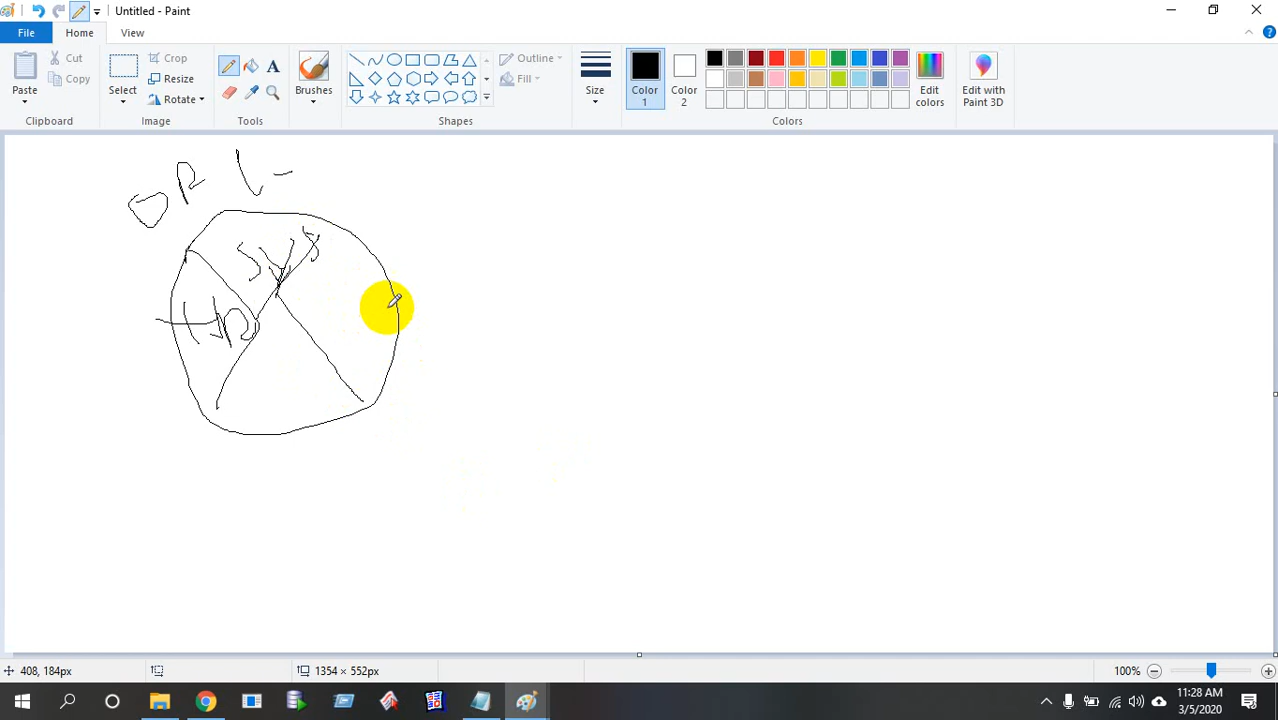 Untitled - Paint
File Home View
Paste Cut Copy
Clipboard
Select Crop Resize Rotate
Image
Tools
Brushes
Outline Fill
Shapes
Size
Color 1 Color 2
Edit colors
Colors
Edit with Paint 3D
SYS
408, 184px 1354 × 552px 100%
11:28 AM
3/5/2020